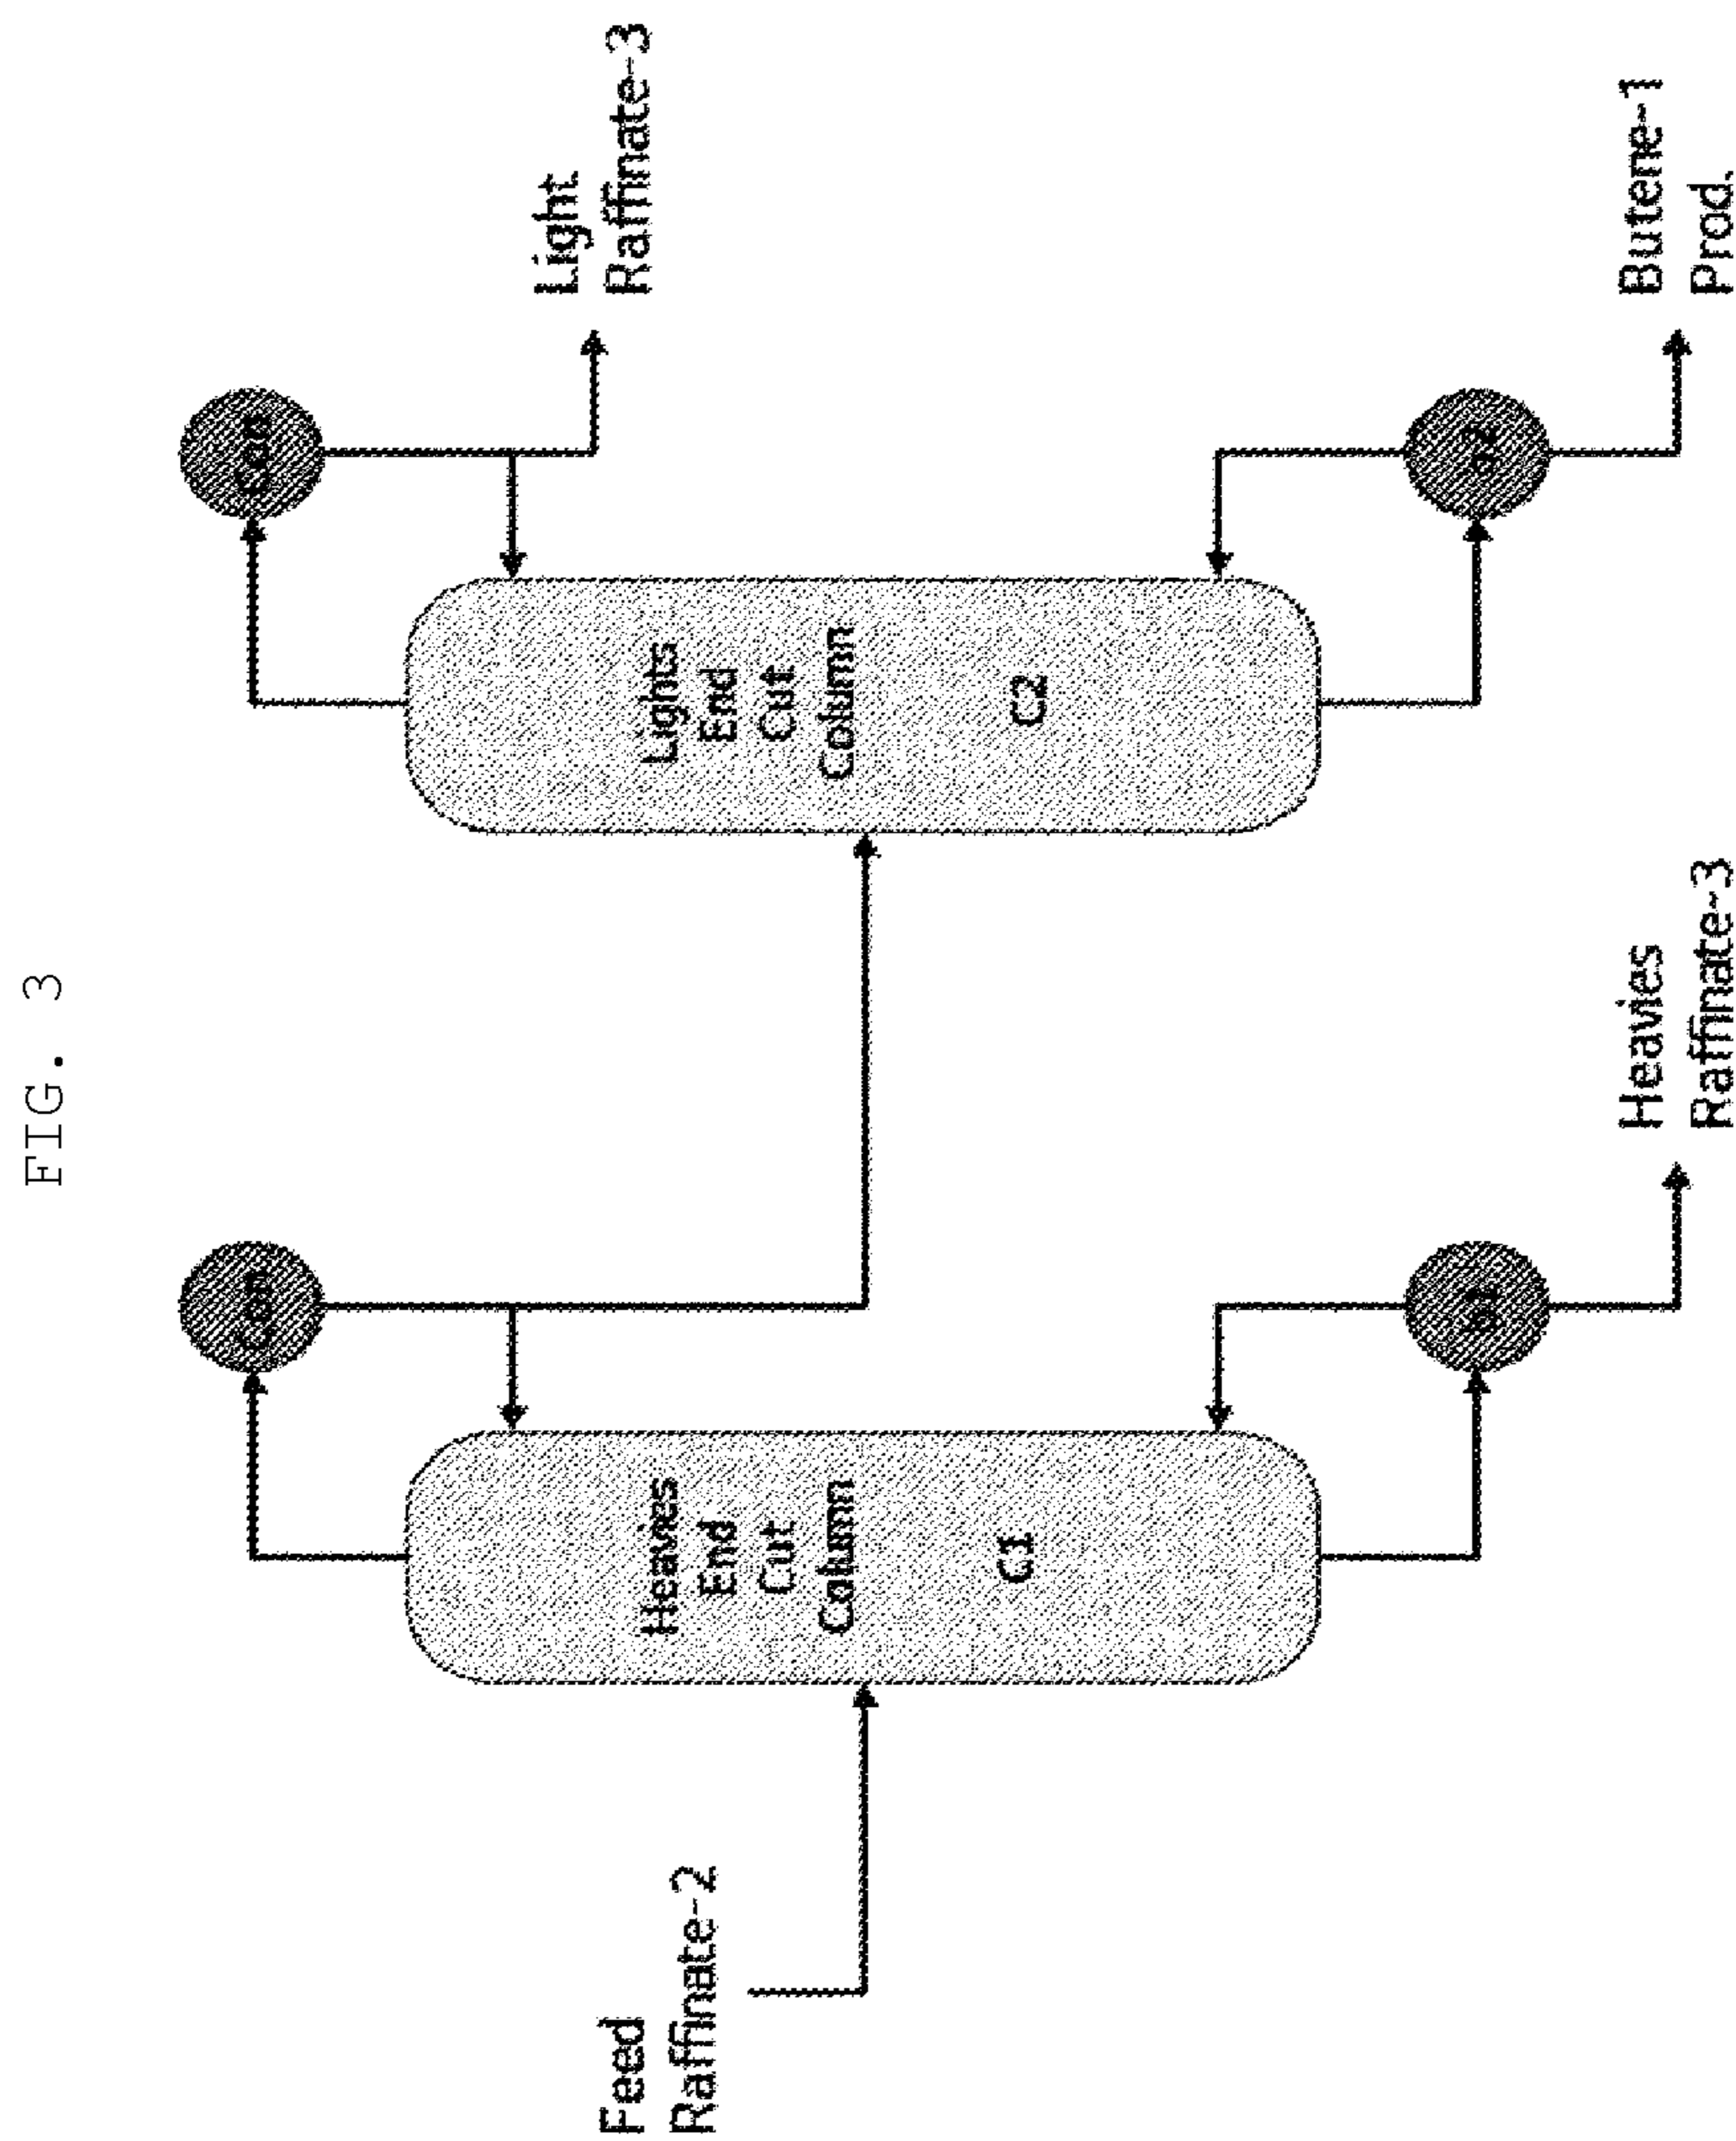 FIG. 3
Feed
Raffinate-2
Heavies
End
Cut
Column
C1
con
Heavies
Raffinate-3
Lights
End
Cut
Column
C2
Light
Raffinate-3
Butene-1
Prod.